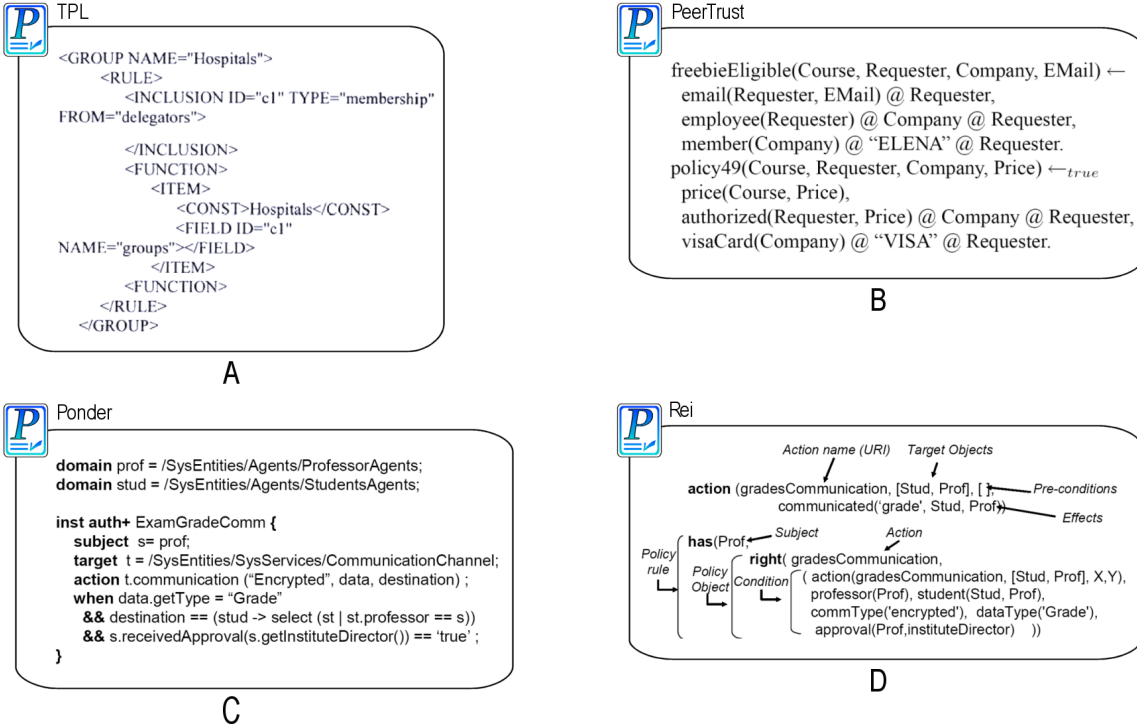 TPL
<GROUP NAME="Hospitals">
<RULE>
<INCLUSION ID="c1" TYPE="membership"
FROM="delegators">
</INCLUSION>
<FUNCTION>
<ITEM>
<CONST>Hospitals</CONST>
<FIELD ID="c1"
NAME="groups"></FIELD>
</ITEM>
<FUNCTION>
</RULE>
</GROUP>
A
PeerTrust
freebieEligible(Course, Requester, Company, EMail) ←
email(Requester, EMail) @ Requester,
employee(Requester) @ Company @ Requester,
member(Company) @ “ELENA” @ Requester.
policy49(Course, Requester, Company, Price) ←true
price(Course, Price),
authorized(Requester, Price) @ Company @ Requester,
visaCard(Company) @ “VISA” @ Requester.
B
Ponder
domain prof = /SysEntities/Agents/ProfessorAgents;
domain stud = /SysEntities/Agents/StudentsAgents;
inst auth+ ExamGradeComm {
subject s= prof;
target t = /SysEntities/SysServices/CommunicationChannel;
action t.communication (“Encrypted”, data, destination) ;
when data.getType = “Grade”
&& destination == (stud -> select (st | st.professor == s))
&& s.receivedApproval(s.getInstituteDirector()) == ‘true’ ;
}
C
Rei
Action name (URI) Target Objects
action (gradesCommunication, [Stud, Prof], [ ], Pre-conditions
communicated(‘grade’, Stud, Prof)) Effects
has(Prof, Subject Action
Policy rule
right( gradesCommunication,
Policy Object
Condition
( action(gradesCommunication, [Stud, Prof], X,Y),
professor(Prof), student(Stud, Prof),
commType('encrypted'), dataType('Grade'),
approval(Prof,instituteDirector) ))
D
P
P
P
P